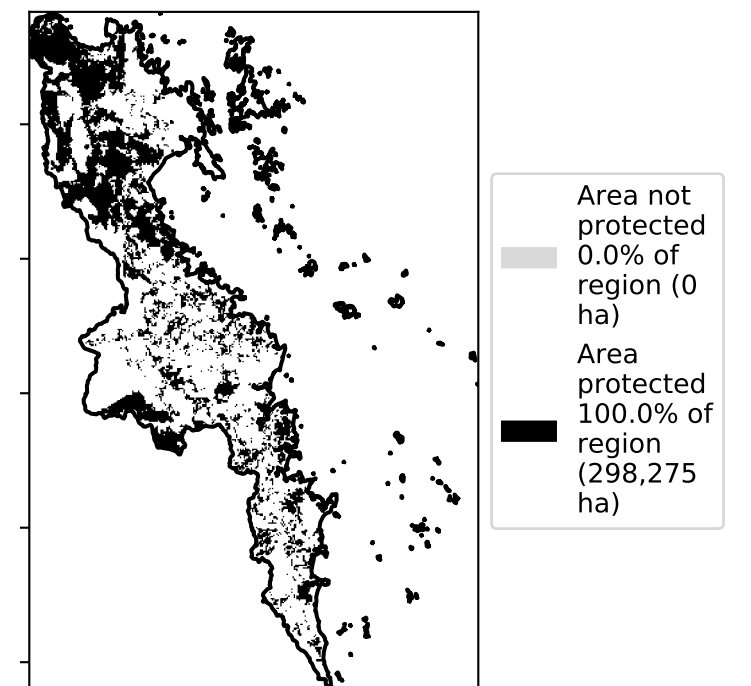 Area not
protected
0.0% of
region (0
ha)
Area
protected
100.0% of
region
(298,275
ha)